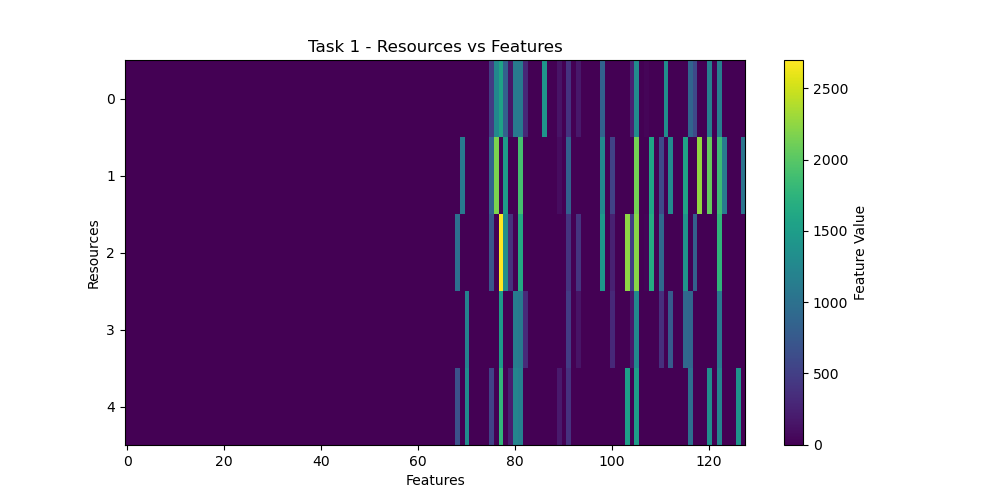 Task 1 - Resources vs Features
0
1
2
3
4
Resources
0 20 40 60 80 100 120
Features
2500
2000
1500
1000
500
0
Feature Value